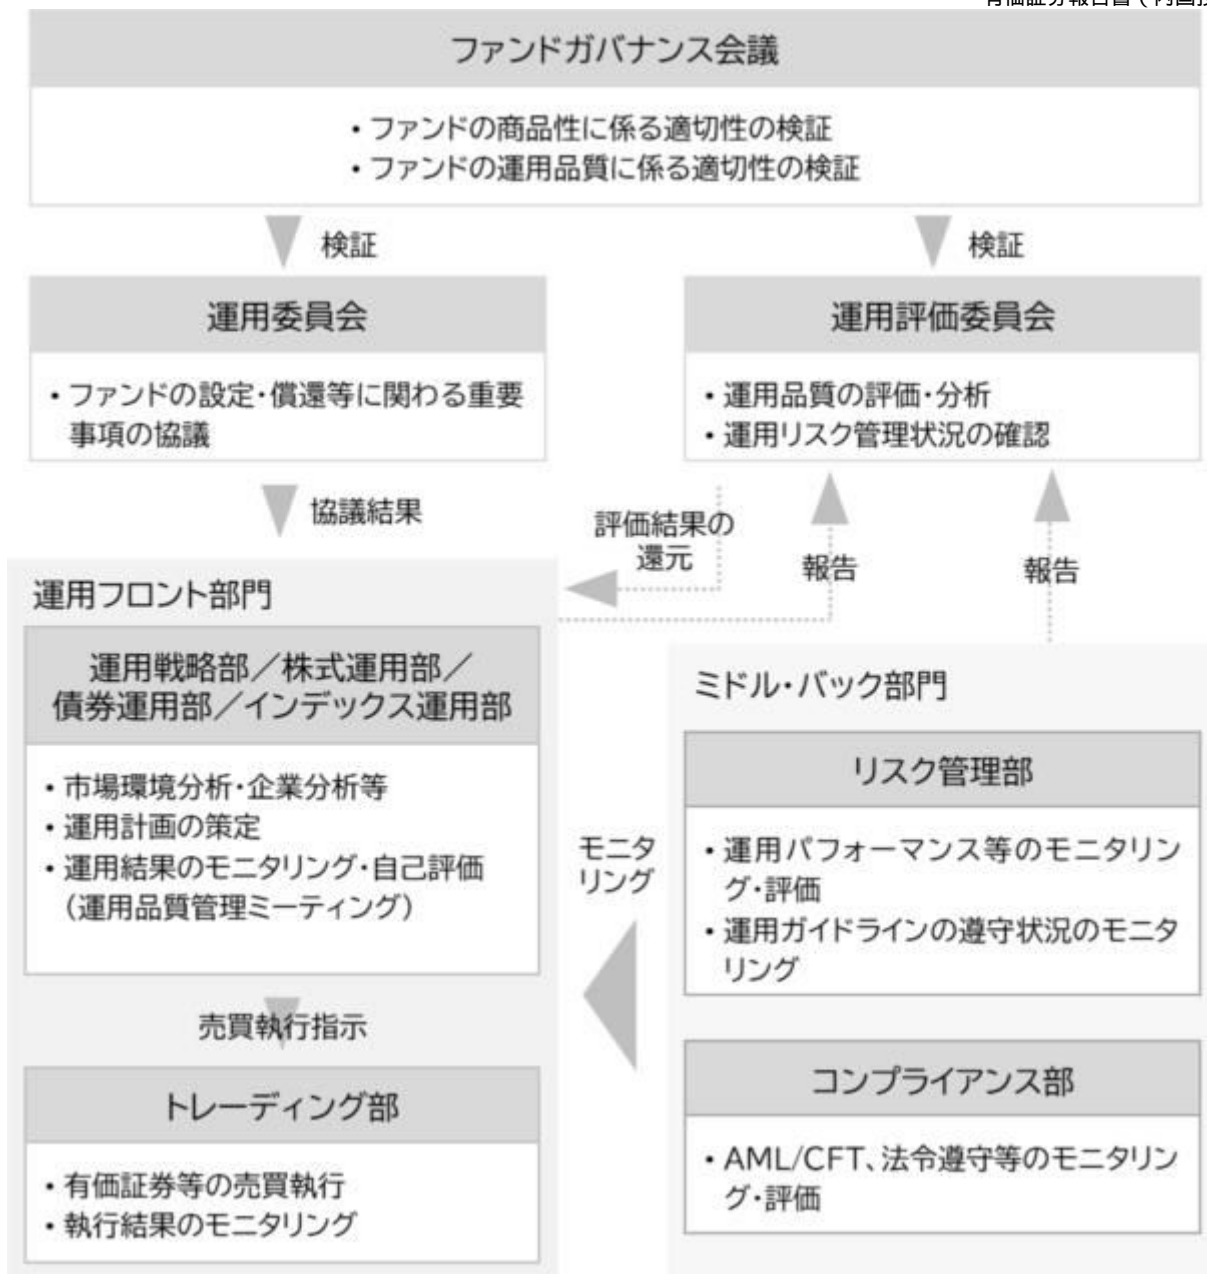 ファンドガバナンス会議
・ファンドの商品性に係る適切性の検証
・ファンドの運用品質に係る適切性の検証
検証
検証
運用委員会
・ファンドの設定・償還等に関わる重要
事項の協議
運用評価委員会
・運用品質の評価・分析
・運用リスク管理状況の確認
協議結果
評価結果の
還元
報告
報告
運用フロント部門
運用戦略部／株式運用部／
債券運用部／インデックス運用部
・市場環境分析・企業分析等
・運用計画の策定
・運用結果のモニタリング・自己評価
（運用品質管理ミーティング）
売買執行指示
トレーディング部
・有価証券等の売買執行
・執行結果のモニタリング
モニタ
リング
ミドル・バック部門
リスク管理部
・運用パフォーマンス等のモニタリン
グ・評価
・運用ガイドラインの遵守状況のモニタ
リング
コンプライアンス部
・AML/CFT、法令遵守等のモニタリン
グ・評価